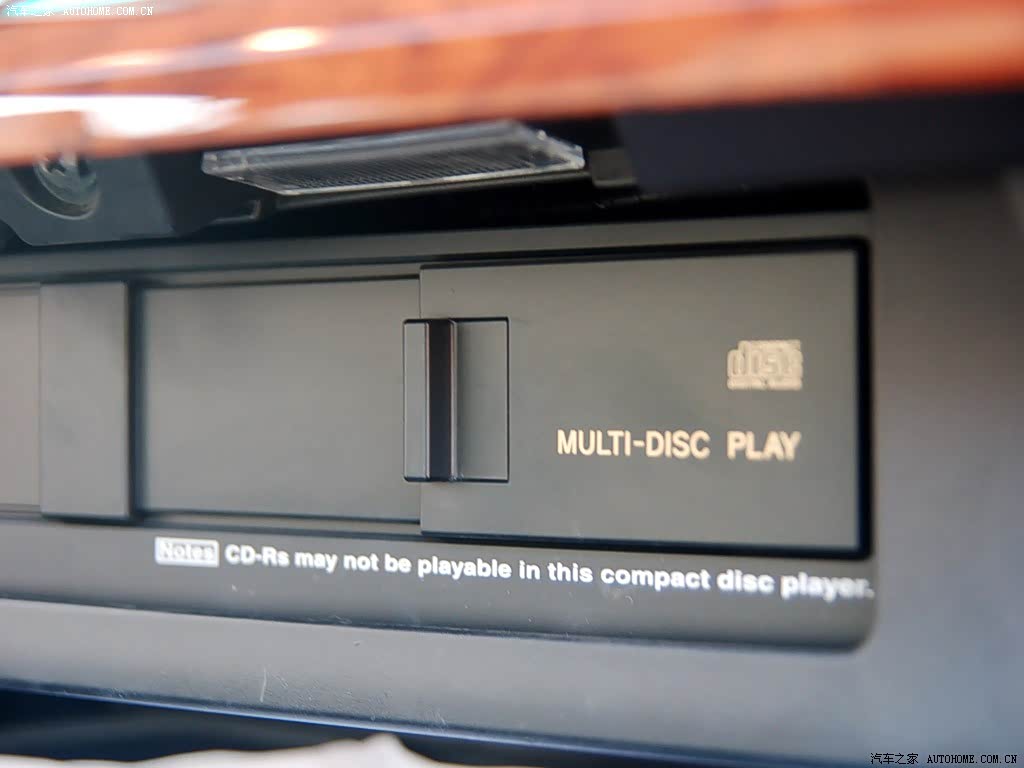 汽车之家 AUTOHOME.COM.CN
disc
MULTI-DISC PLAY
Notes CD-Rs may not be playable in this compact disc player.
汽车之家 AUTOHOME.COM.CN